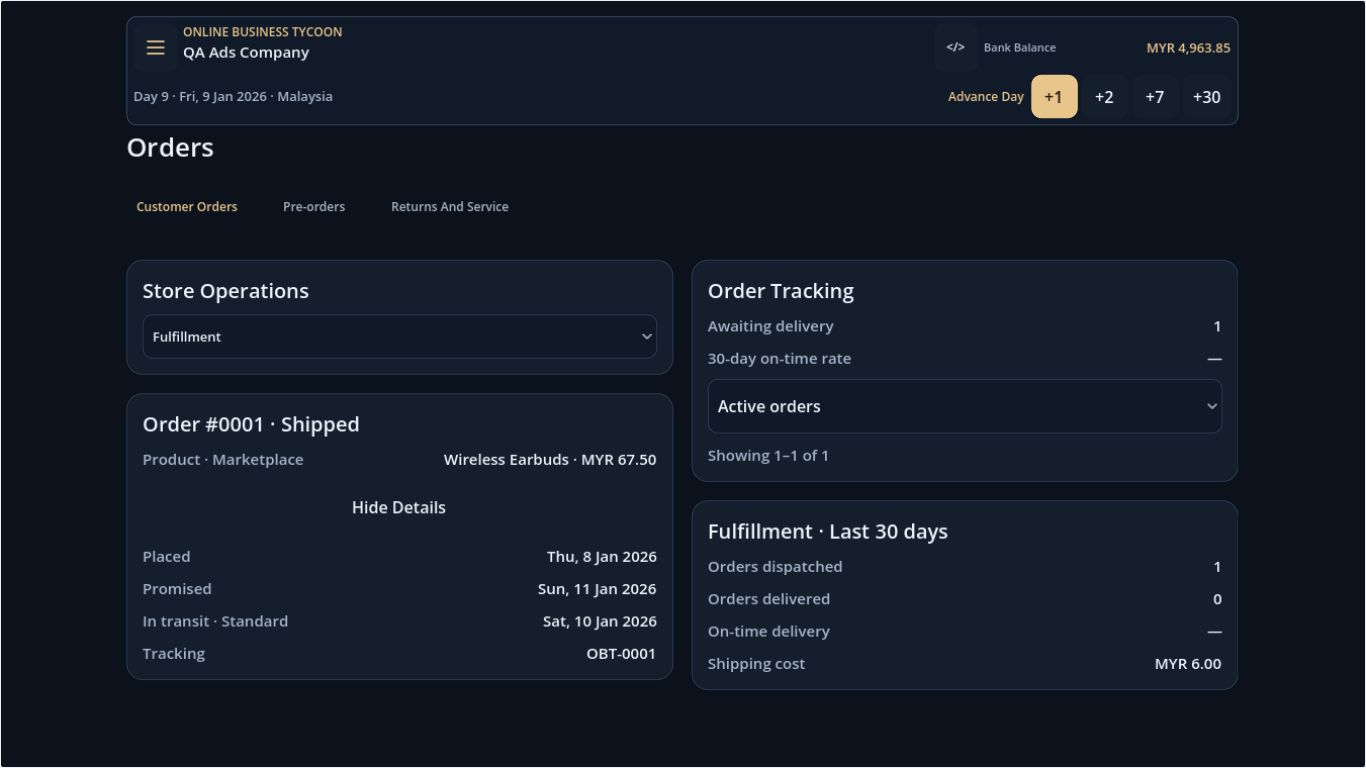 ONLINE BUSINESS TYCOON
QA Ads Company
</> Bank Balance MYR 4,963.85
Day 9 · Fri, 9 Jan 2026 · Malaysia
Advance Day +1 +2 +7 +30
Orders
Customer Orders Pre-orders Returns And Service
Store Operations
Fulfillment
Order #0001 · Shipped
Product · Marketplace Wireless Earbuds · MYR 67.50
Hide Details
Placed Thu, 8 Jan 2026
Promised Sun, 11 Jan 2026
In transit · Standard Sat, 10 Jan 2026
Tracking OBT-0001
Order Tracking
Awaiting delivery 1
30-day on-time rate —
Active orders
Showing 1–1 of 1
Fulfillment · Last 30 days
Orders dispatched 1
Orders delivered 0
On-time delivery —
Shipping cost MYR 6.00